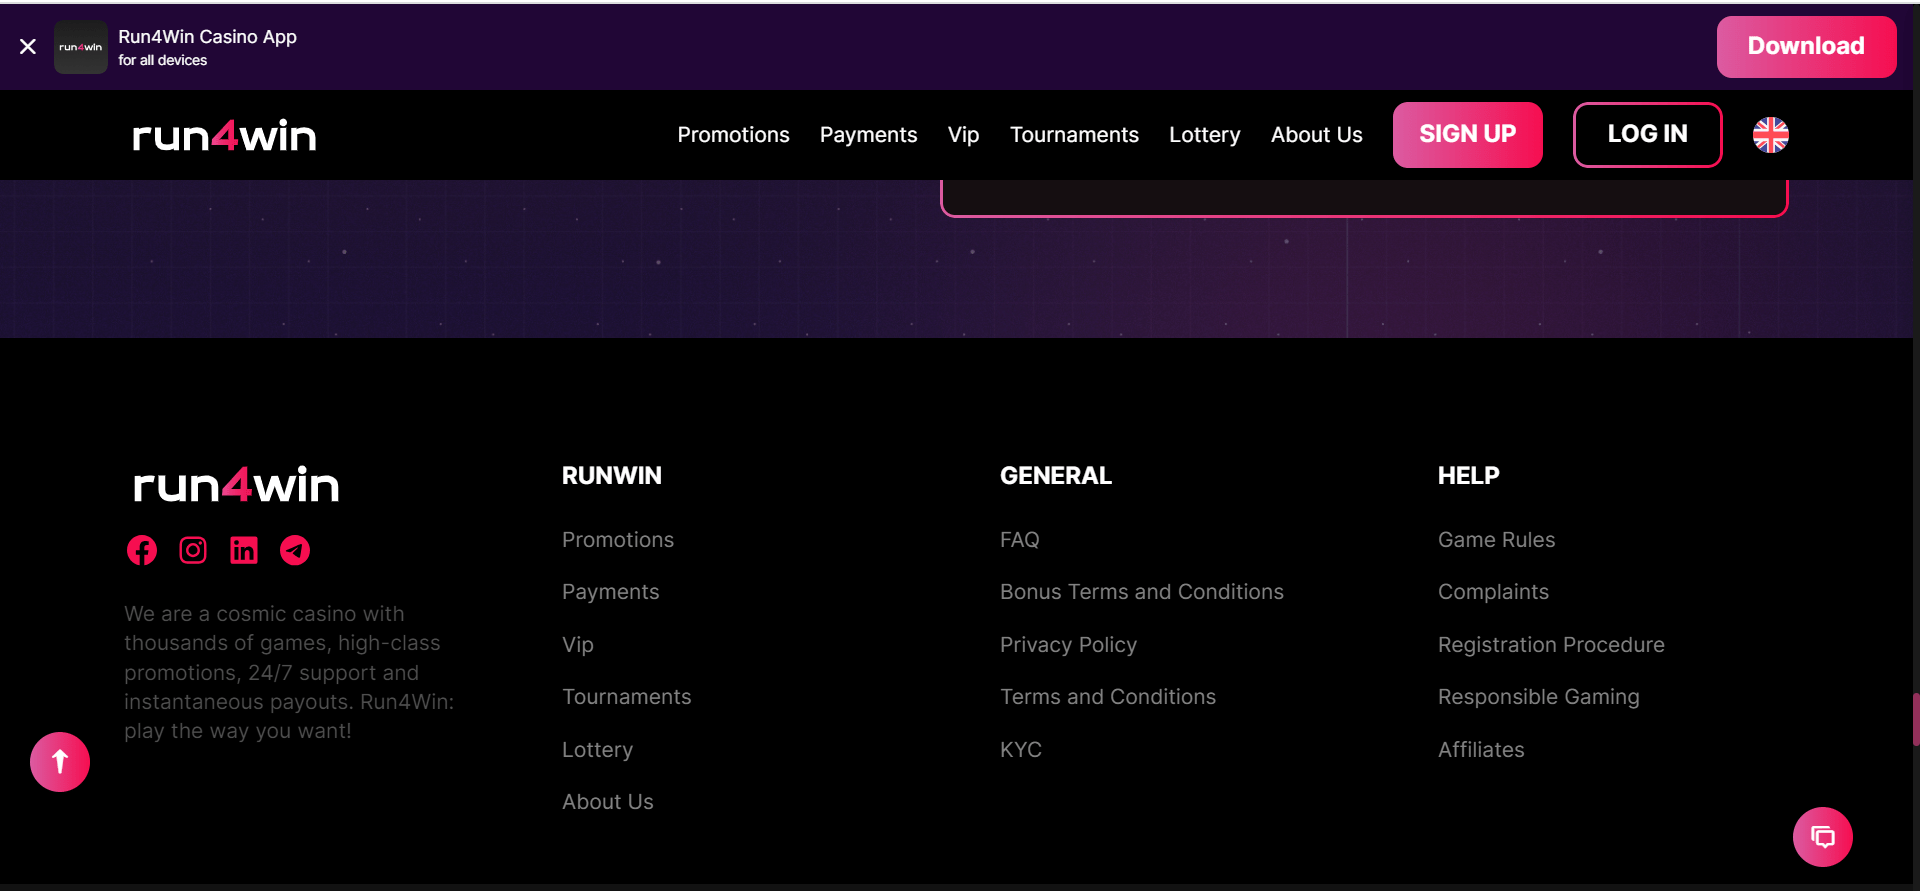 run4win
Run4Win Casino App
for all devices
Download
run4win
Promotions
Payments
Vip
Tournaments
Lottery
About Us
SIGN UP
LOG IN
run4win
We are a cosmic casino with
thousands of games, high-class
promotions, 24/7 support and
instantaneous payouts. Run4Win:
play the way you want!
RUNWIN
Promotions
Payments
Vip
Tournaments
Lottery
About Us
GENERAL
FAQ
Bonus Terms and Conditions
Privacy Policy
Terms and Conditions
KYC
HELP
Game Rules
Complaints
Registration Procedure
Responsible Gaming
Affiliates